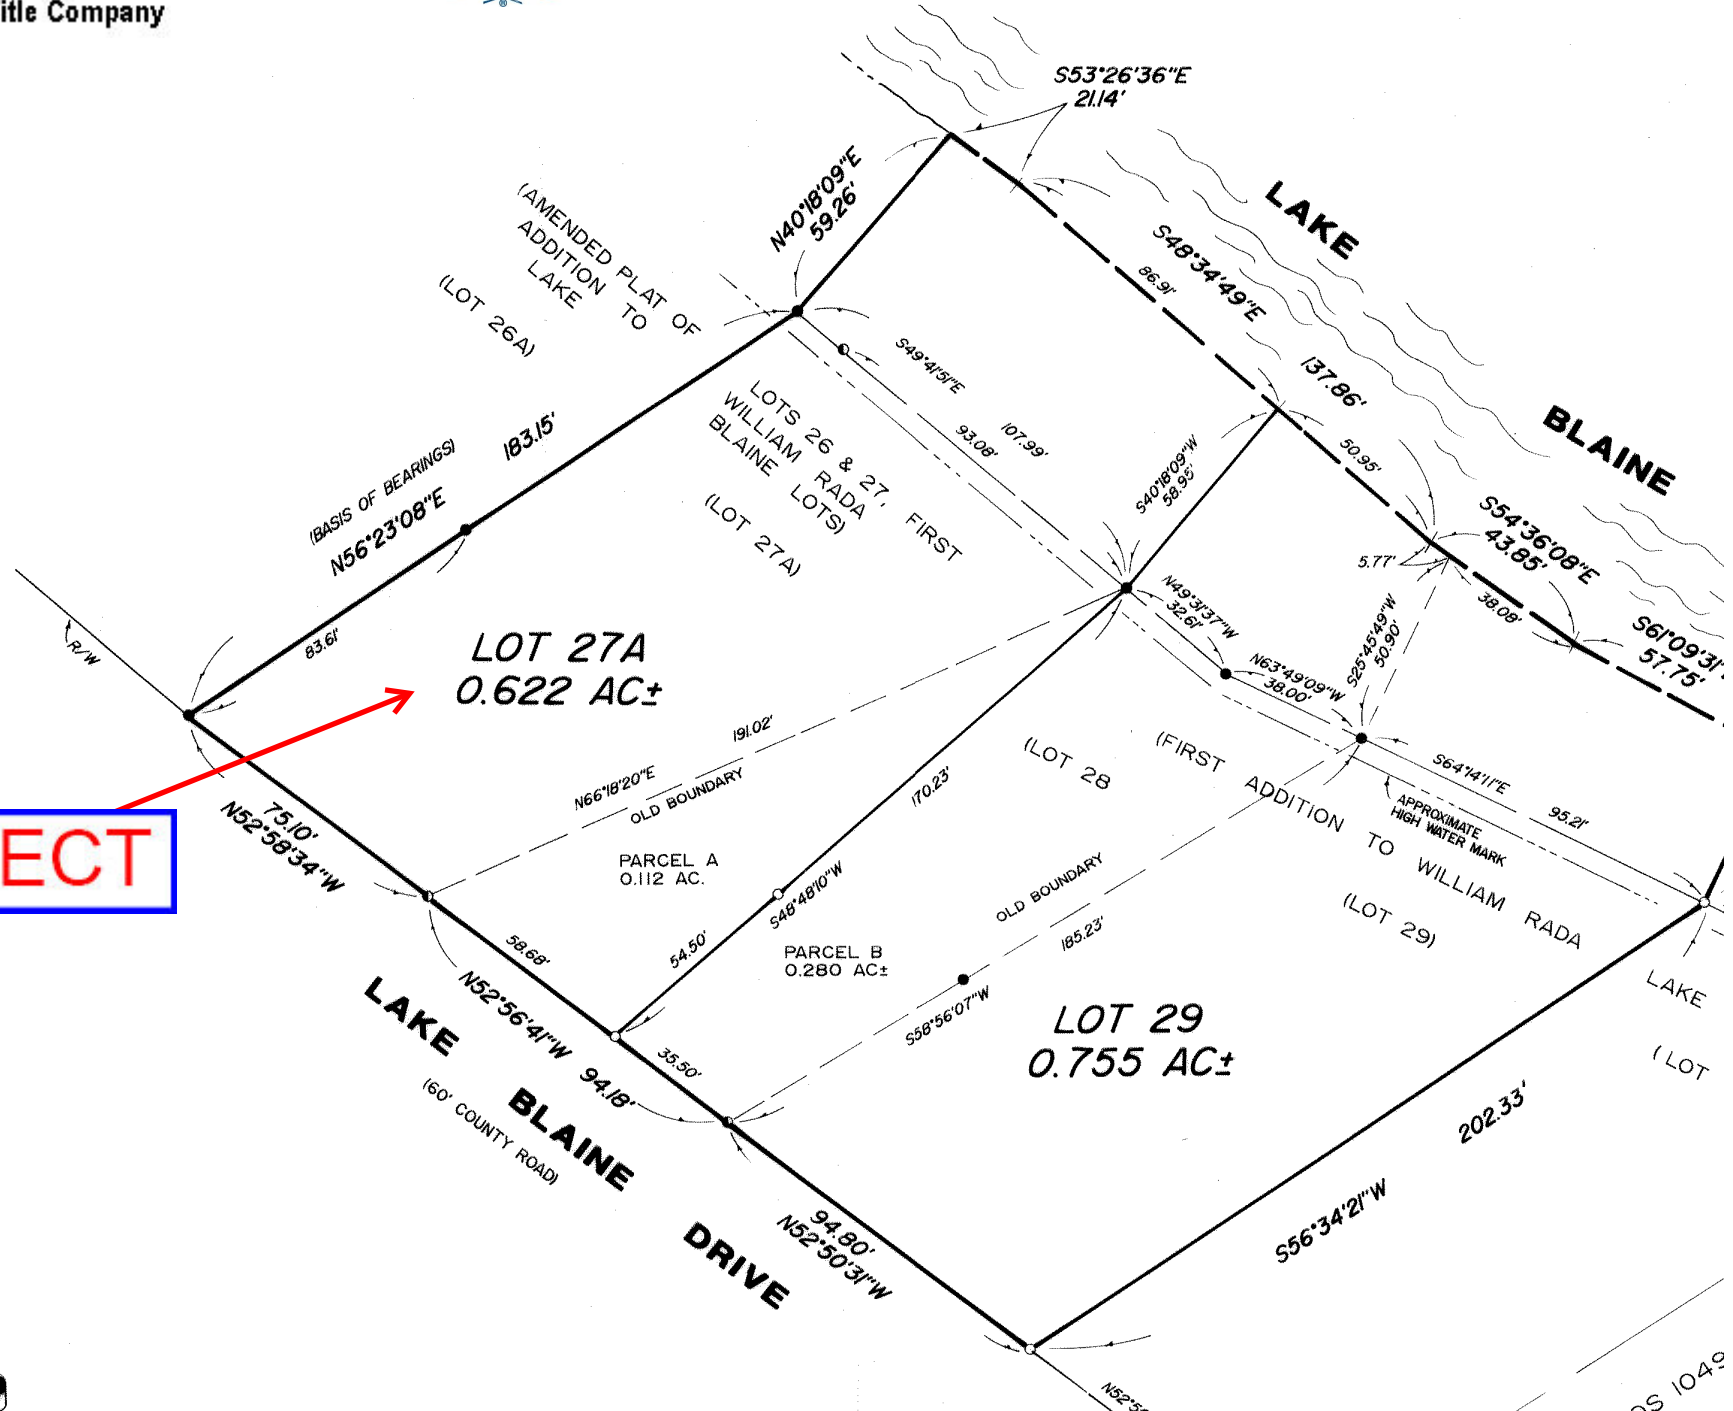 itle Company
S53°26'36"E
21.14'
LAKE
BLAINE
N40°18'09"E
59.26'
S48°34'49"E
86.91'
137.86'
50.95'
S54°36'08"E
43.85'
5.77'
38.08'
57.75'
(AMENDED PLAT OF
ADDITION TO
LAKE
(LOT 26A)
S49°41'51"E
107.99'
93.08'
S40°18'09"W
58.95'
LOTS 26 & 27, FIRST
WILLIAM RADA
BLAINE LOTS)
(LOT 27A)
183.15'
(BASIS OF BEARINGS)
N56°23'08"E
83.61'
R/W
LOT 27A
0.622 AC±
N49°31'37"W
32.61'
N63°49'09"W
38.00'
S25°45'49"W
50.90'
191.02'
N66°18'20"E
OLD BOUNDARY
170.23'
(LOT 28
(FIRST ADDITION TO WILLIAM RADA
S64°14'11"E
95.21'
APPROXIMATE
HIGH WATER MARK
ECT
75.10'
N52°58'34"W
PARCEL A
0.112 AC.
S48°48'10"W
54.50'
OLD BOUNDARY
185.23'
(LOT 29)
PARCEL B
0.280 AC±
S58°56'07"W
LOT 29
0.755 AC±
LAKE
(LOT
58.68'
N52°56'41"W 94.18'
35.50'
LAKE BLAINE DRIVE
(60' COUNTY ROAD)
94.80'
N52°50'31"W
202.33'
S56°34'21"W